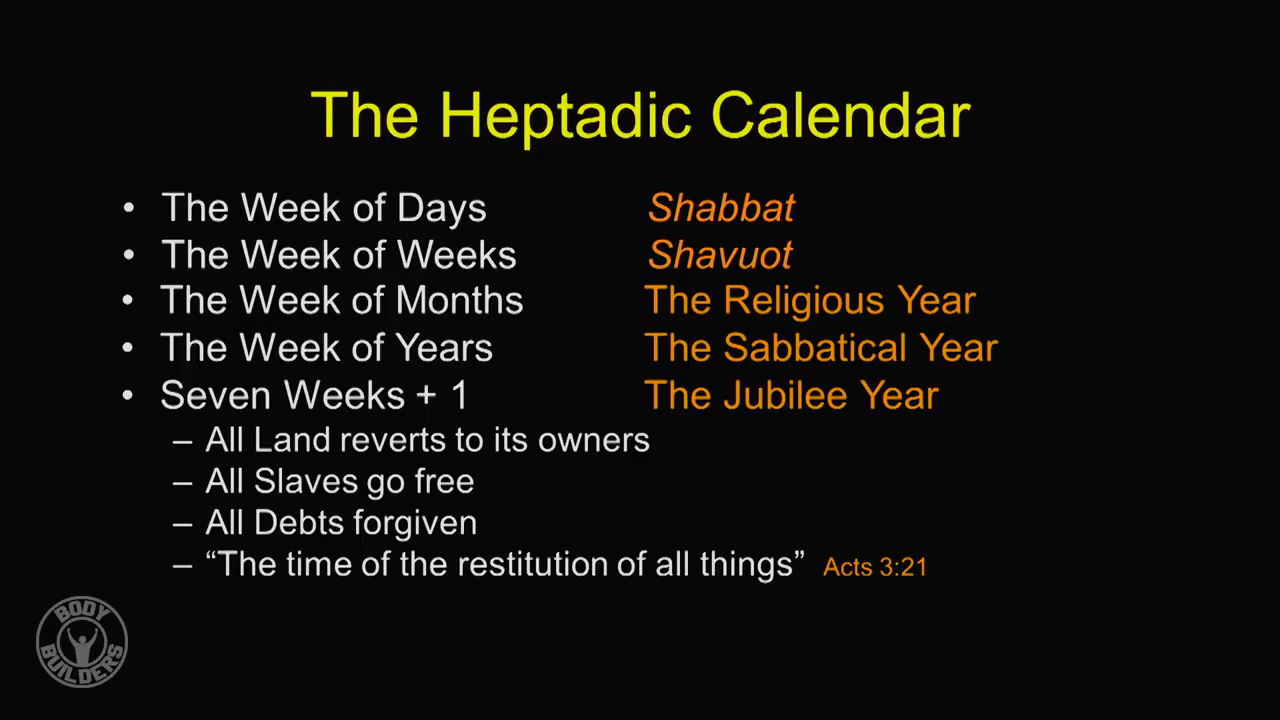 The Heptadic Calendar
• The Week of Days Shabbat
• The Week of Weeks Shavuot
• The Week of Months The Religious Year
• The Week of Years The Sabbatical Year
• Seven Weeks + 1 The Jubilee Year
– All Land reverts to its owners
– All Slaves go free
– All Debts forgiven
– “The time of the restitution of all things” Acts 3:21
BODY
BUILDERS